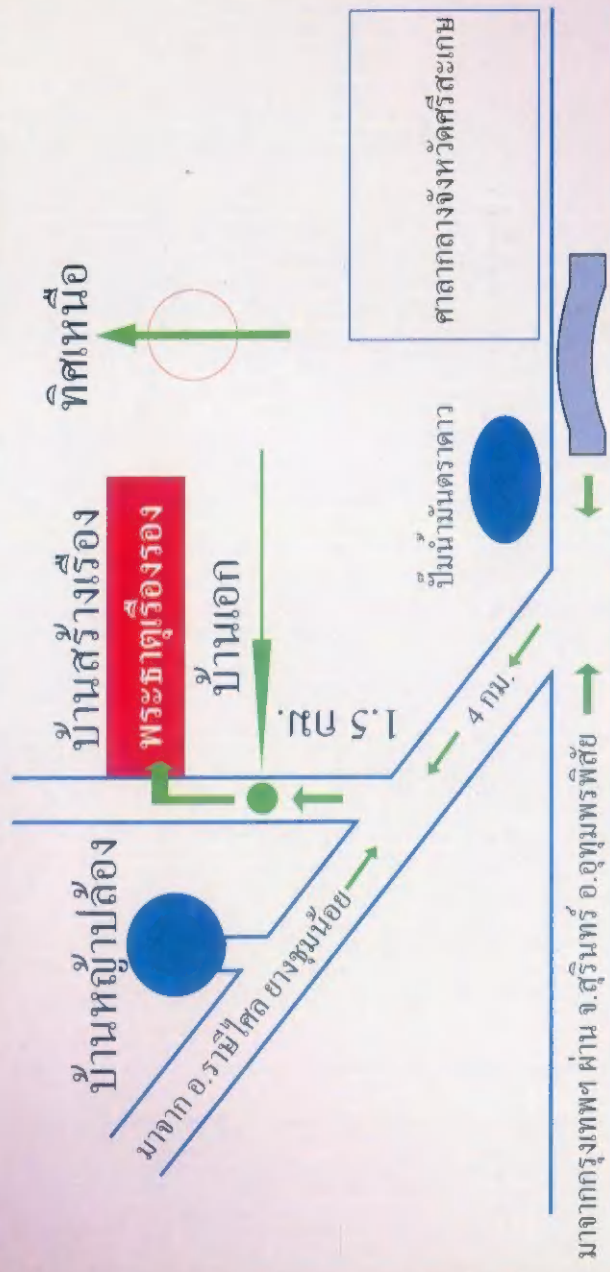 ทิศเหนือ
บ้านสร้างเรือง
พระธาตุเรืองรอง
บ้านเอก
บ้านหญ้าปล้อง
1.5 กม.
ศาลากลางจังหวัดศรีสะเกษ
ปั๊มน้ำมันตราดาว
4 กม.
มาจาก อ.ราษีไศล ยางชุมน้อย
มาจากกรุงเทพฯ ผ่าน จ.สุรินทร์ อ.อุทุมพรพิสัย